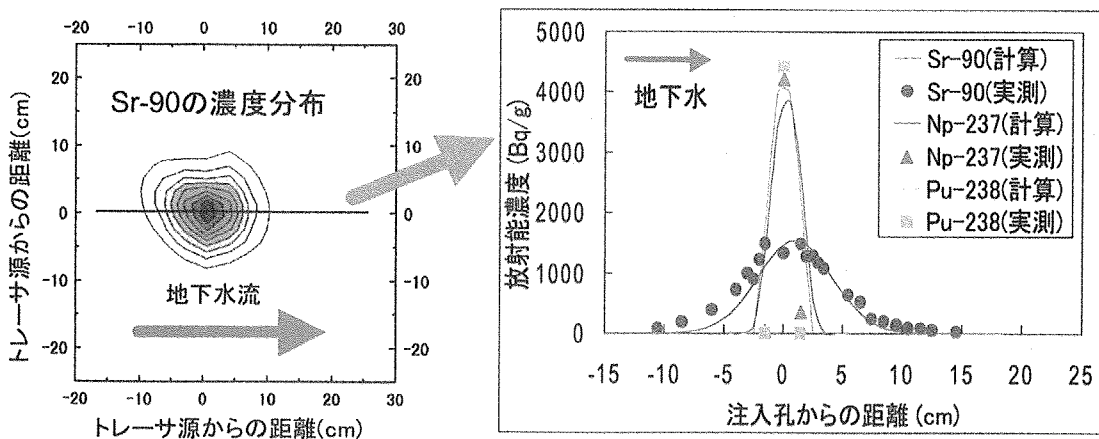 -20 -10 0 10 20 30
20
10
0
-10
-20
20
10
0
-10
-20
-20 -10 0 10 20 30
Sr-90の濃度分布
地下水流
トレーサ源からの距離(cm)
トレーサ源からの距離(cm)
5000
4000
3000
2000
1000
0
-15 -10 -5 0 5 10 15 20 25
放射能濃度 (Bq/g)
注入孔からの距離 (cm)
地下水
Sr-90(計算)
Sr-90(実測)
Np-237(計算)
Np-237(実測)
Pu-238(計算)
Pu-238(実測)